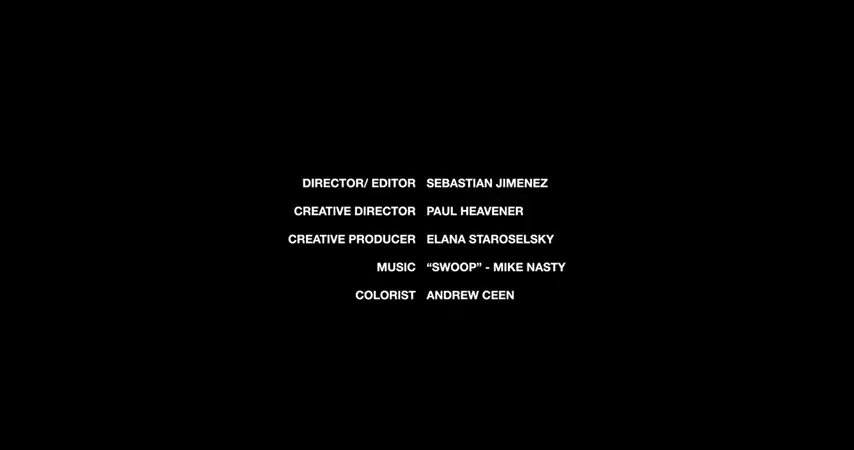 DIRECTOR/ EDITOR SEBASTIAN JIMENEZ
CREATIVE DIRECTOR PAUL HEAVENER
CREATIVE PRODUCER ELANA STAROSELSKY
MUSIC “SWOOP” - MIKE NASTY
COLORIST ANDREW CEEN